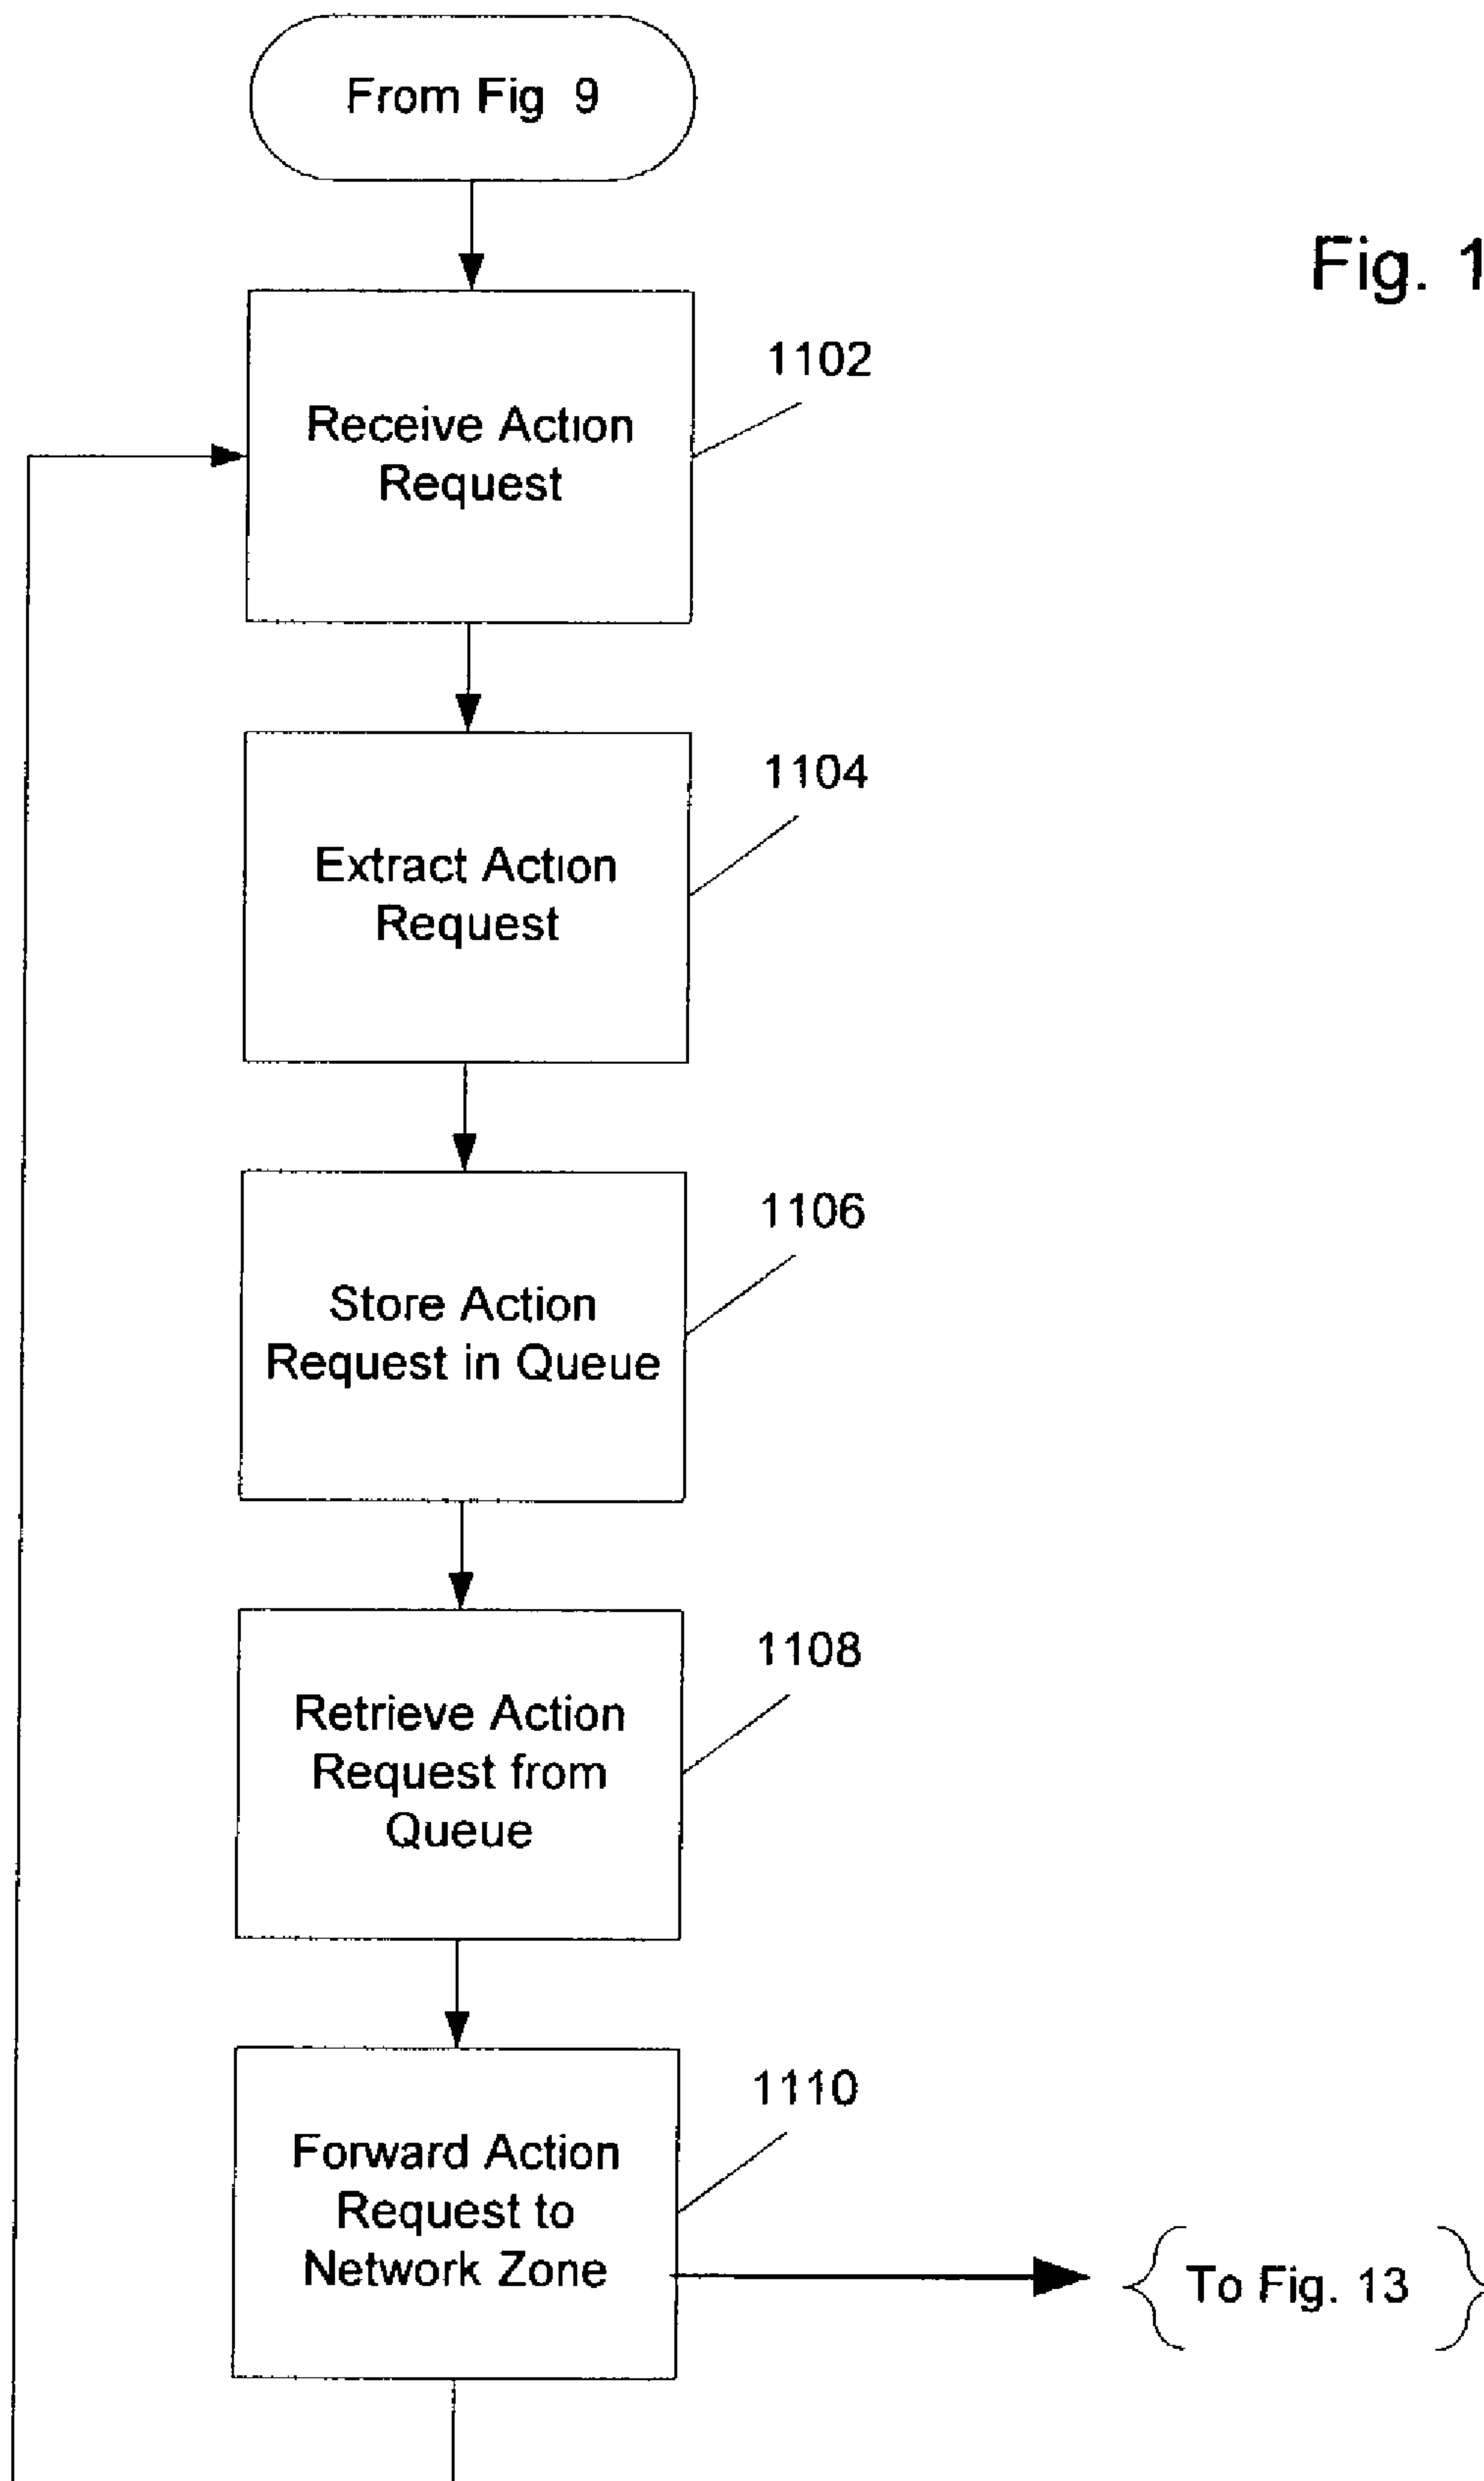 From Fig 9
Fig. 1
1102
Receive Action
Request
1104
Extract Action
Request
1106
Store Action
Request in Queue
1108
Retrieve Action
Request from
Queue
1110
Forward Action
Request to
Network Zone
{ To Fig. 13 }